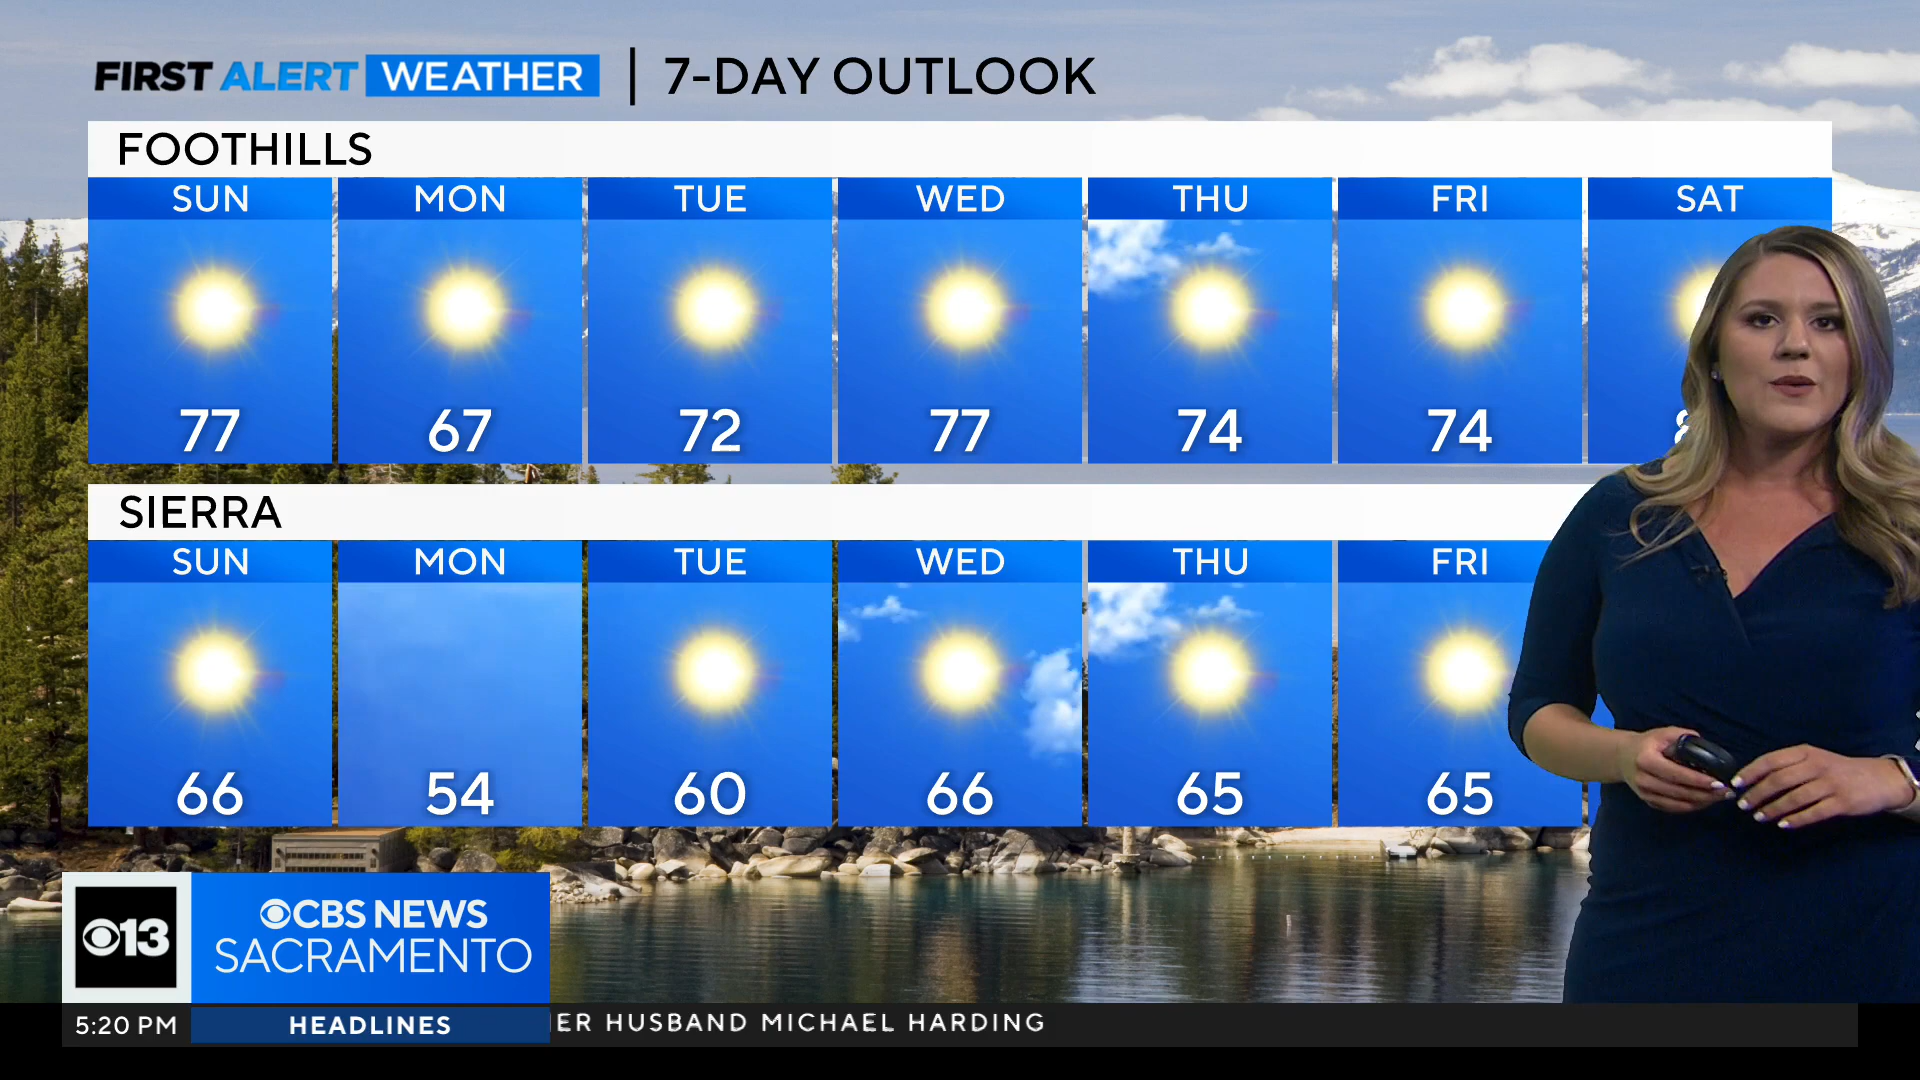 FIRST ALERT WEATHER | 7-DAY OUTLOOK
FOOTHILLS
SUN MON TUE WED THU FRI SAT
77 67 72 77 74 74
SIERRA
SUN MON TUE WED THU FRI
66 54 60 66 65 65
13 CBS NEWS
SACRAMENTO
5:20 PM HEADLINES ER HUSBAND MICHAEL HARDING